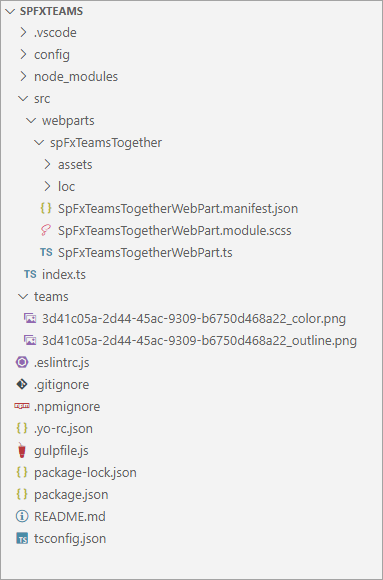 SPFXTEAMS
.vscode
config
node_modules
src
webparts
spFxTeamsTogether
assets
loc
{ } SpFxTeamsTogetherWebPart.manifest.json
SpFxTeamsTogetherWebPart.module.scss
TS SpFxTeamsTogetherWebPart.ts
TS index.ts
teams
3d41c05a-2d44-45ac-9309-b6750d468a22_color.png
3d41c05a-2d44-45ac-9309-b6750d468a22_outline.png
.eslintrc.js
.gitignore
npm .npmignore
{ } .yo-rc.json
gulpfile.js
{ } package-lock.json
{ } package.json
README.md
TS tsconfig.json